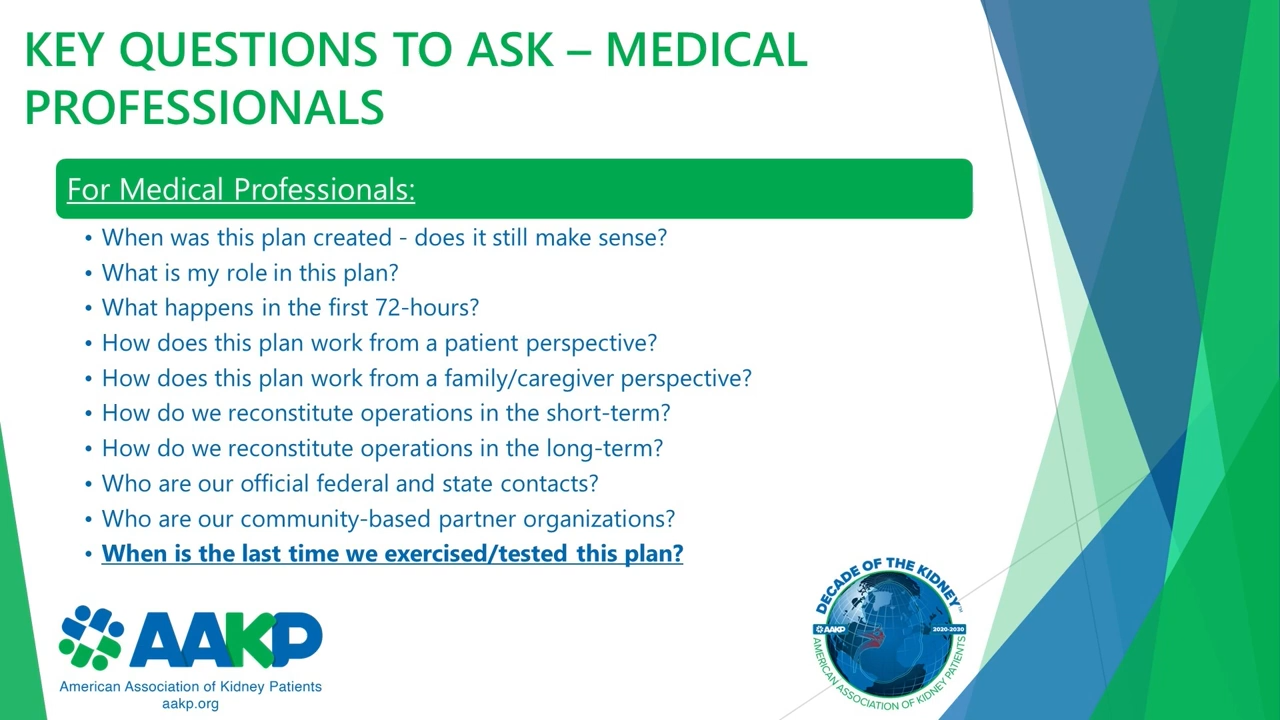 KEY QUESTIONS TO ASK – MEDICAL
PROFESSIONALS
For Medical Professionals:
• When was this plan created - does it still make sense?
• What is my role in this plan?
• What happens in the first 72-hours?
• How does this plan work from a patient perspective?
• How does this plan work from a family/caregiver perspective?
• How do we reconstitute operations in the short-term?
• How do we reconstitute operations in the long-term?
• Who are our official federal and state contacts?
• Who are our community-based partner organizations?
• When is the last time we exercised/tested this plan?
AAKP
American Association of Kidney Patients
aakp.org
DECADE OF THE KIDNEY™
AAKP
2020-2030
AMERICAN ASSOCIATION OF KIDNEY PATIENTS